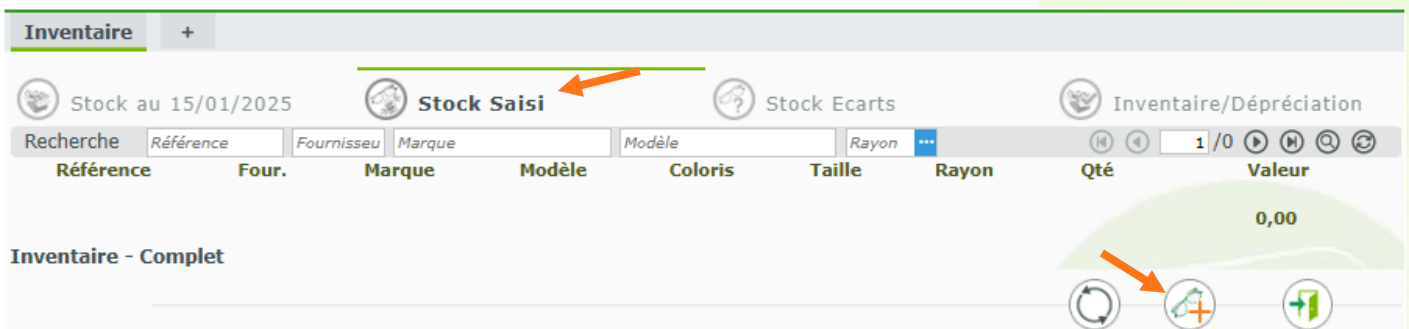 Inventaire +
Stock au 15/01/2025 Stock Saisi Stock Ecarts Inventaire/Dépréciation
Recherche Référence Fournisseu Marque Modèle Rayon ... 1 /0
Référence Four. Marque Modèle Coloris Taille Rayon Qté Valeur
0,00
Inventaire - Complet